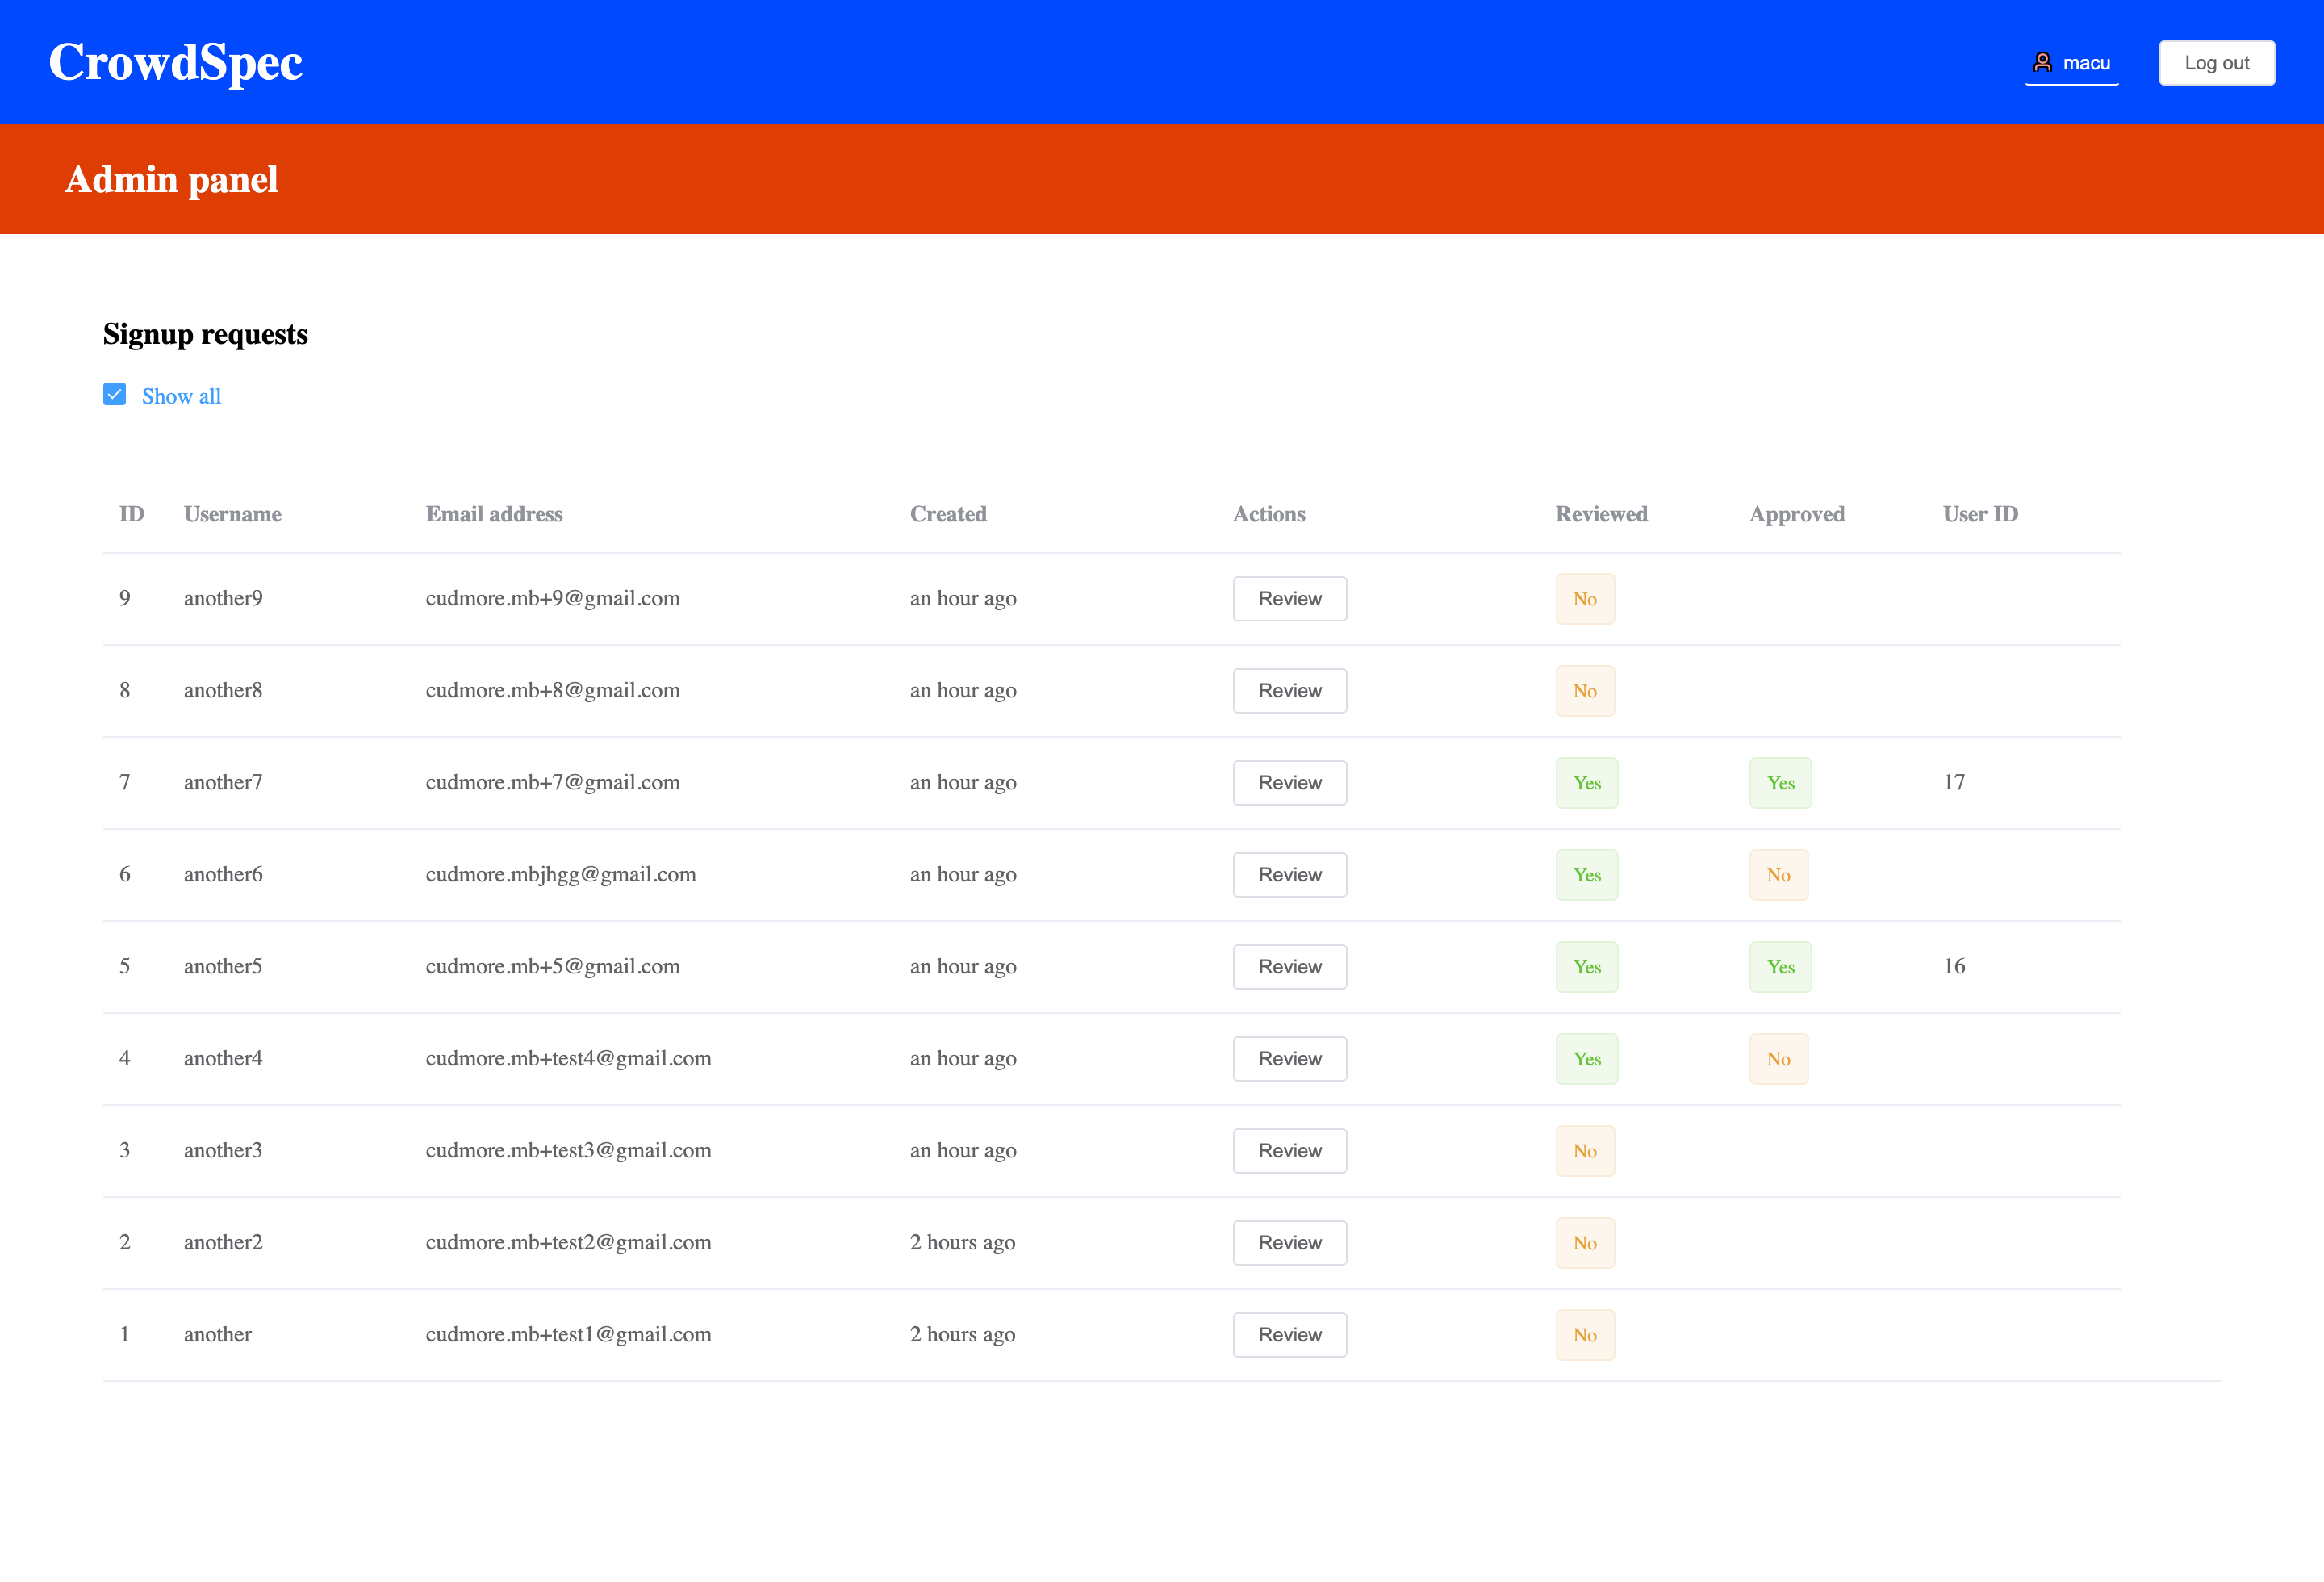 CrowdSpec macu Log out
Admin panel
Signup requests
Show all
ID Username Email address Created Actions Reviewed Approved User ID
9 another9 cudmore.mb+9@gmail.com an hour ago Review No
8 another8 cudmore.mb+8@gmail.com an hour ago Review No
7 another7 cudmore.mb+7@gmail.com an hour ago Review Yes Yes 17
6 another6 cudmore.mbjhgg@gmail.com an hour ago Review Yes No
5 another5 cudmore.mb+5@gmail.com an hour ago Review Yes Yes 16
4 another4 cudmore.mb+test4@gmail.com an hour ago Review Yes No
3 another3 cudmore.mb+test3@gmail.com an hour ago Review No
2 another2 cudmore.mb+test2@gmail.com 2 hours ago Review No
1 another cudmore.mb+test1@gmail.com 2 hours ago Review No